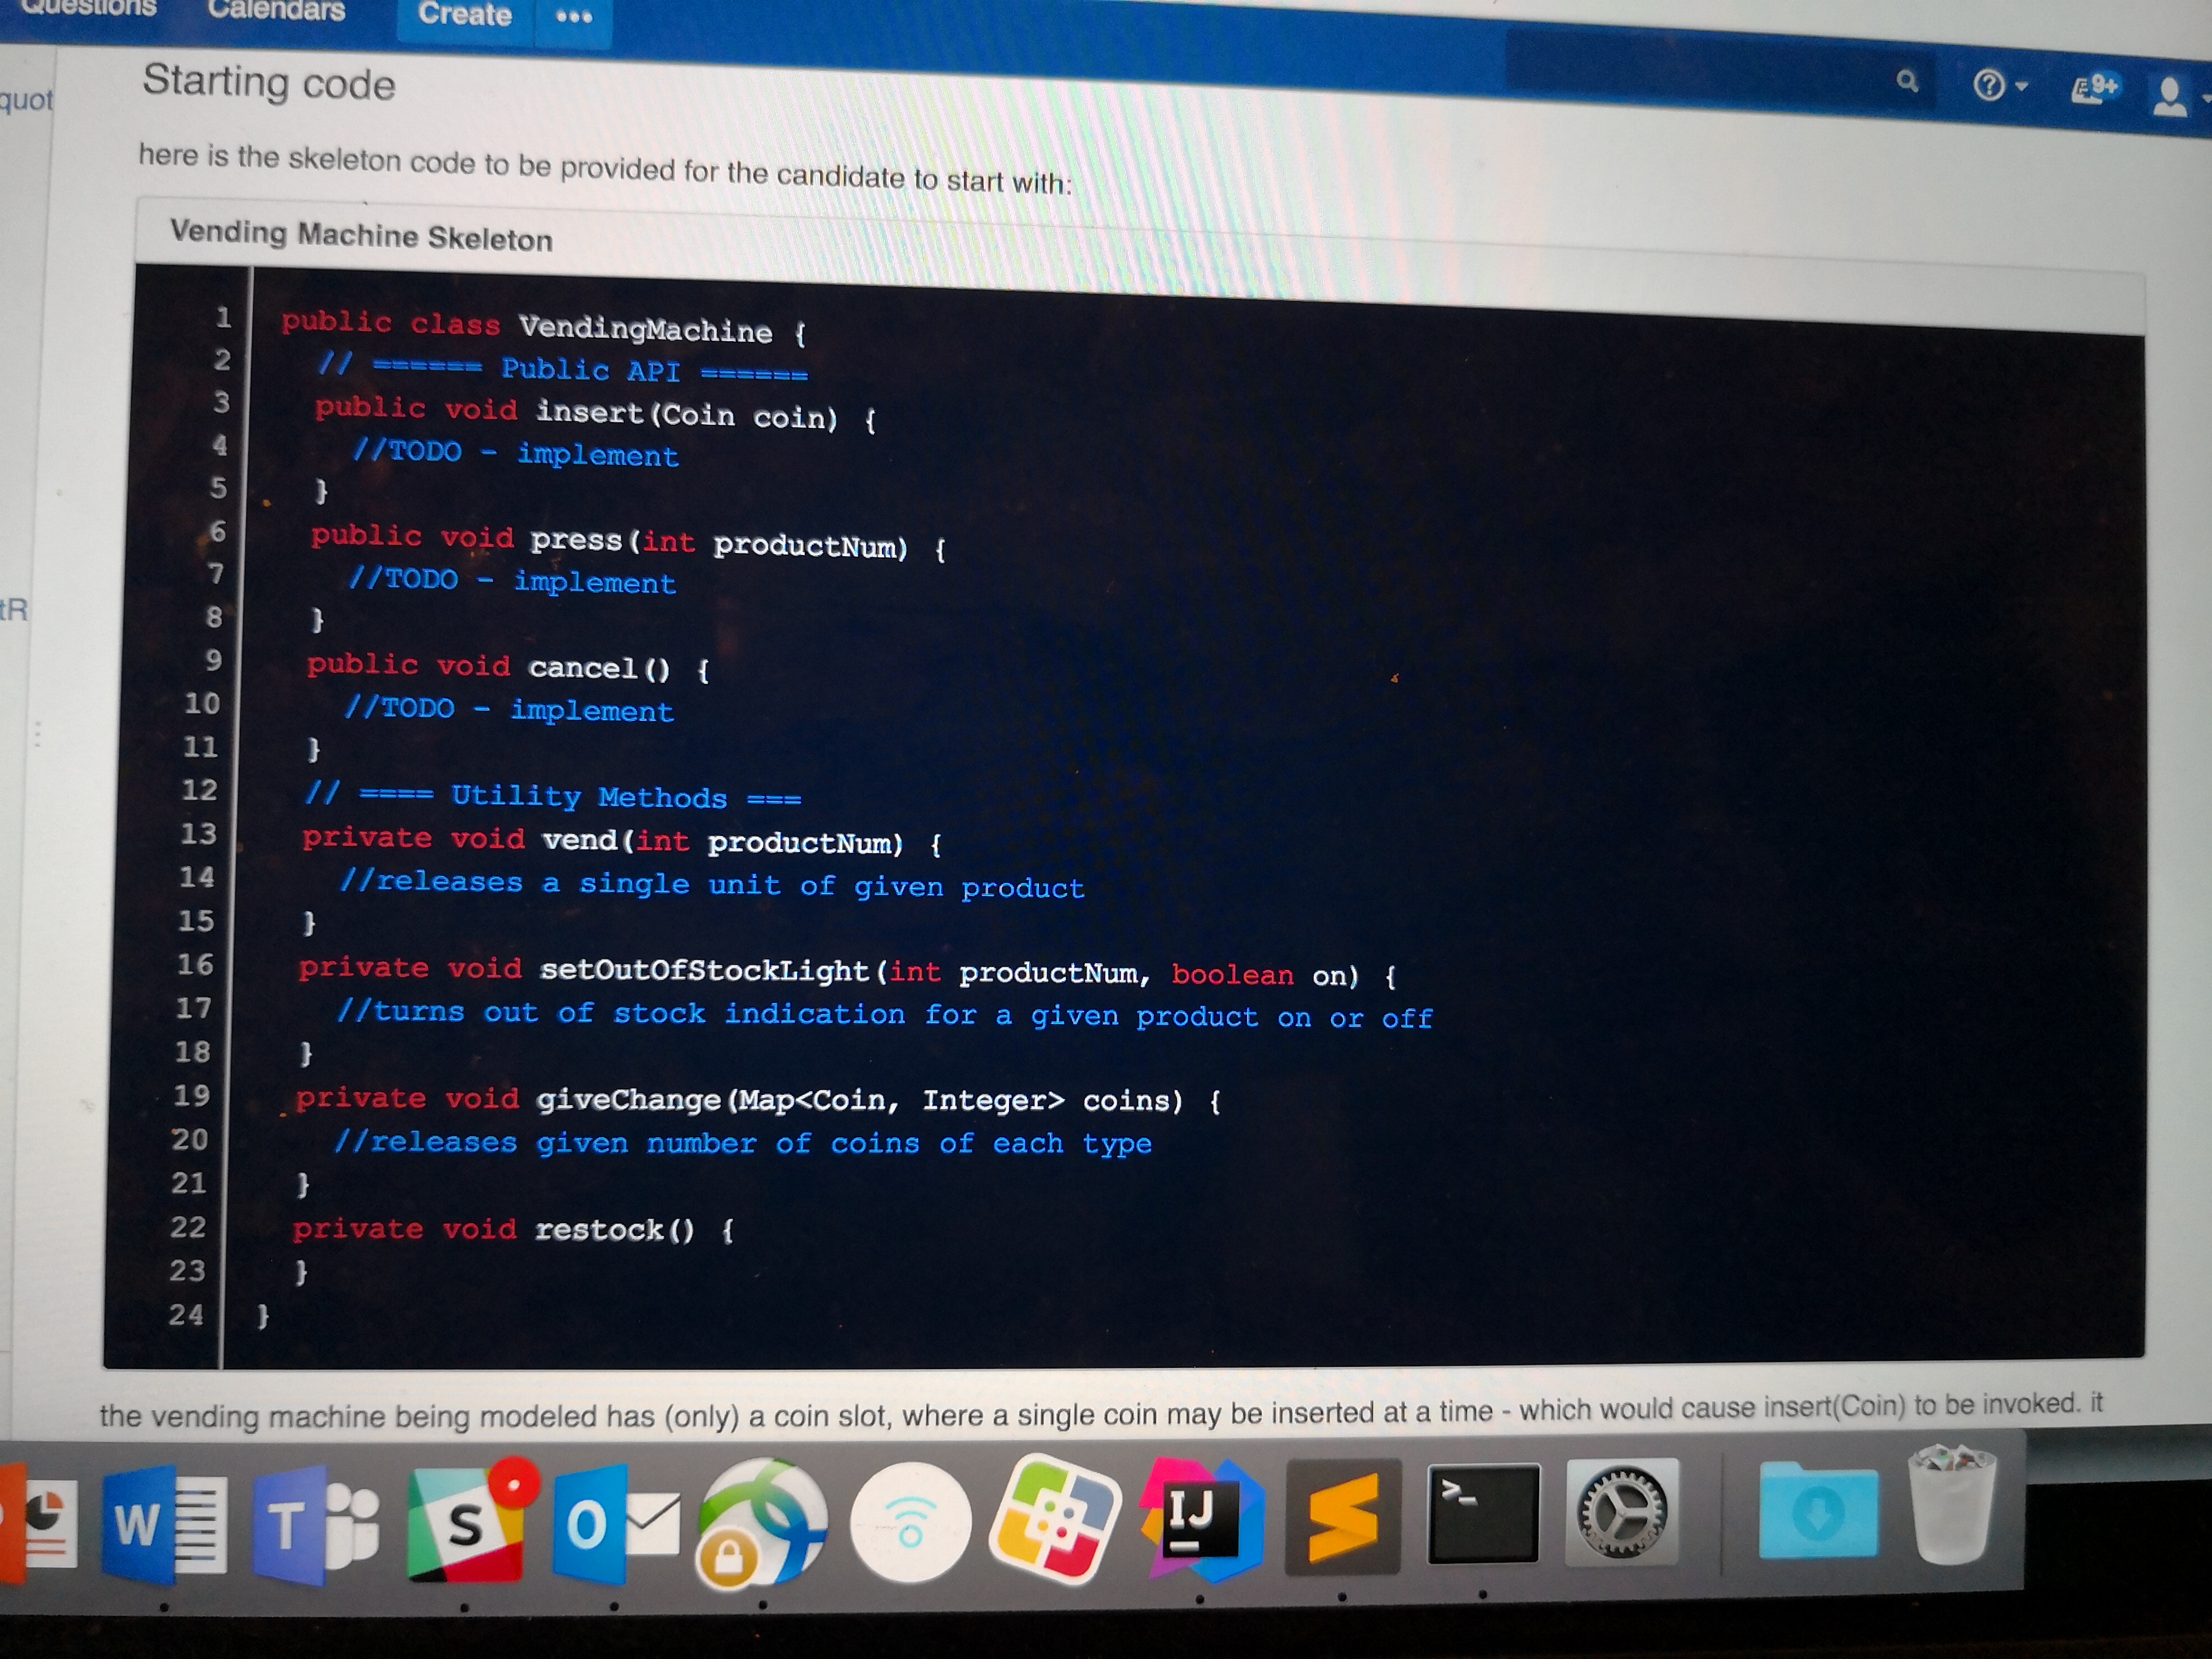 Questions Calendars Create •••
9+
quot
Starting code
here is the skeleton code to be provided for the candidate to start with:
Vending Machine Skeleton
1 public class VendingMachine {
2 // ====== Public API ======
3 public void insert(Coin coin) {
4 //TODO - implement
5 }
6 public void press(int productNum) {
7 //TODO - implement
8 }
9 public void cancel() {
10 //TODO - implement
11 }
12 // ==== Utility Methods ===
13 private void vend(int productNum) {
14 //releases a single unit of given product
15 }
16 private void setOutOfStockLight(int productNum, boolean on) {
17 //turns out of stock indication for a given product on or off
18 }
19 private void giveChange(Map<Coin, Integer> coins) {
20 //releases given number of coins of each type
21 }
22 private void restock() {
23 }
24 }
tR
the vending machine being modeled has (only) a coin slot, where a single coin may be inserted at a time - which would cause insert(Coin) to be invoked. it
W T S O IJ >_